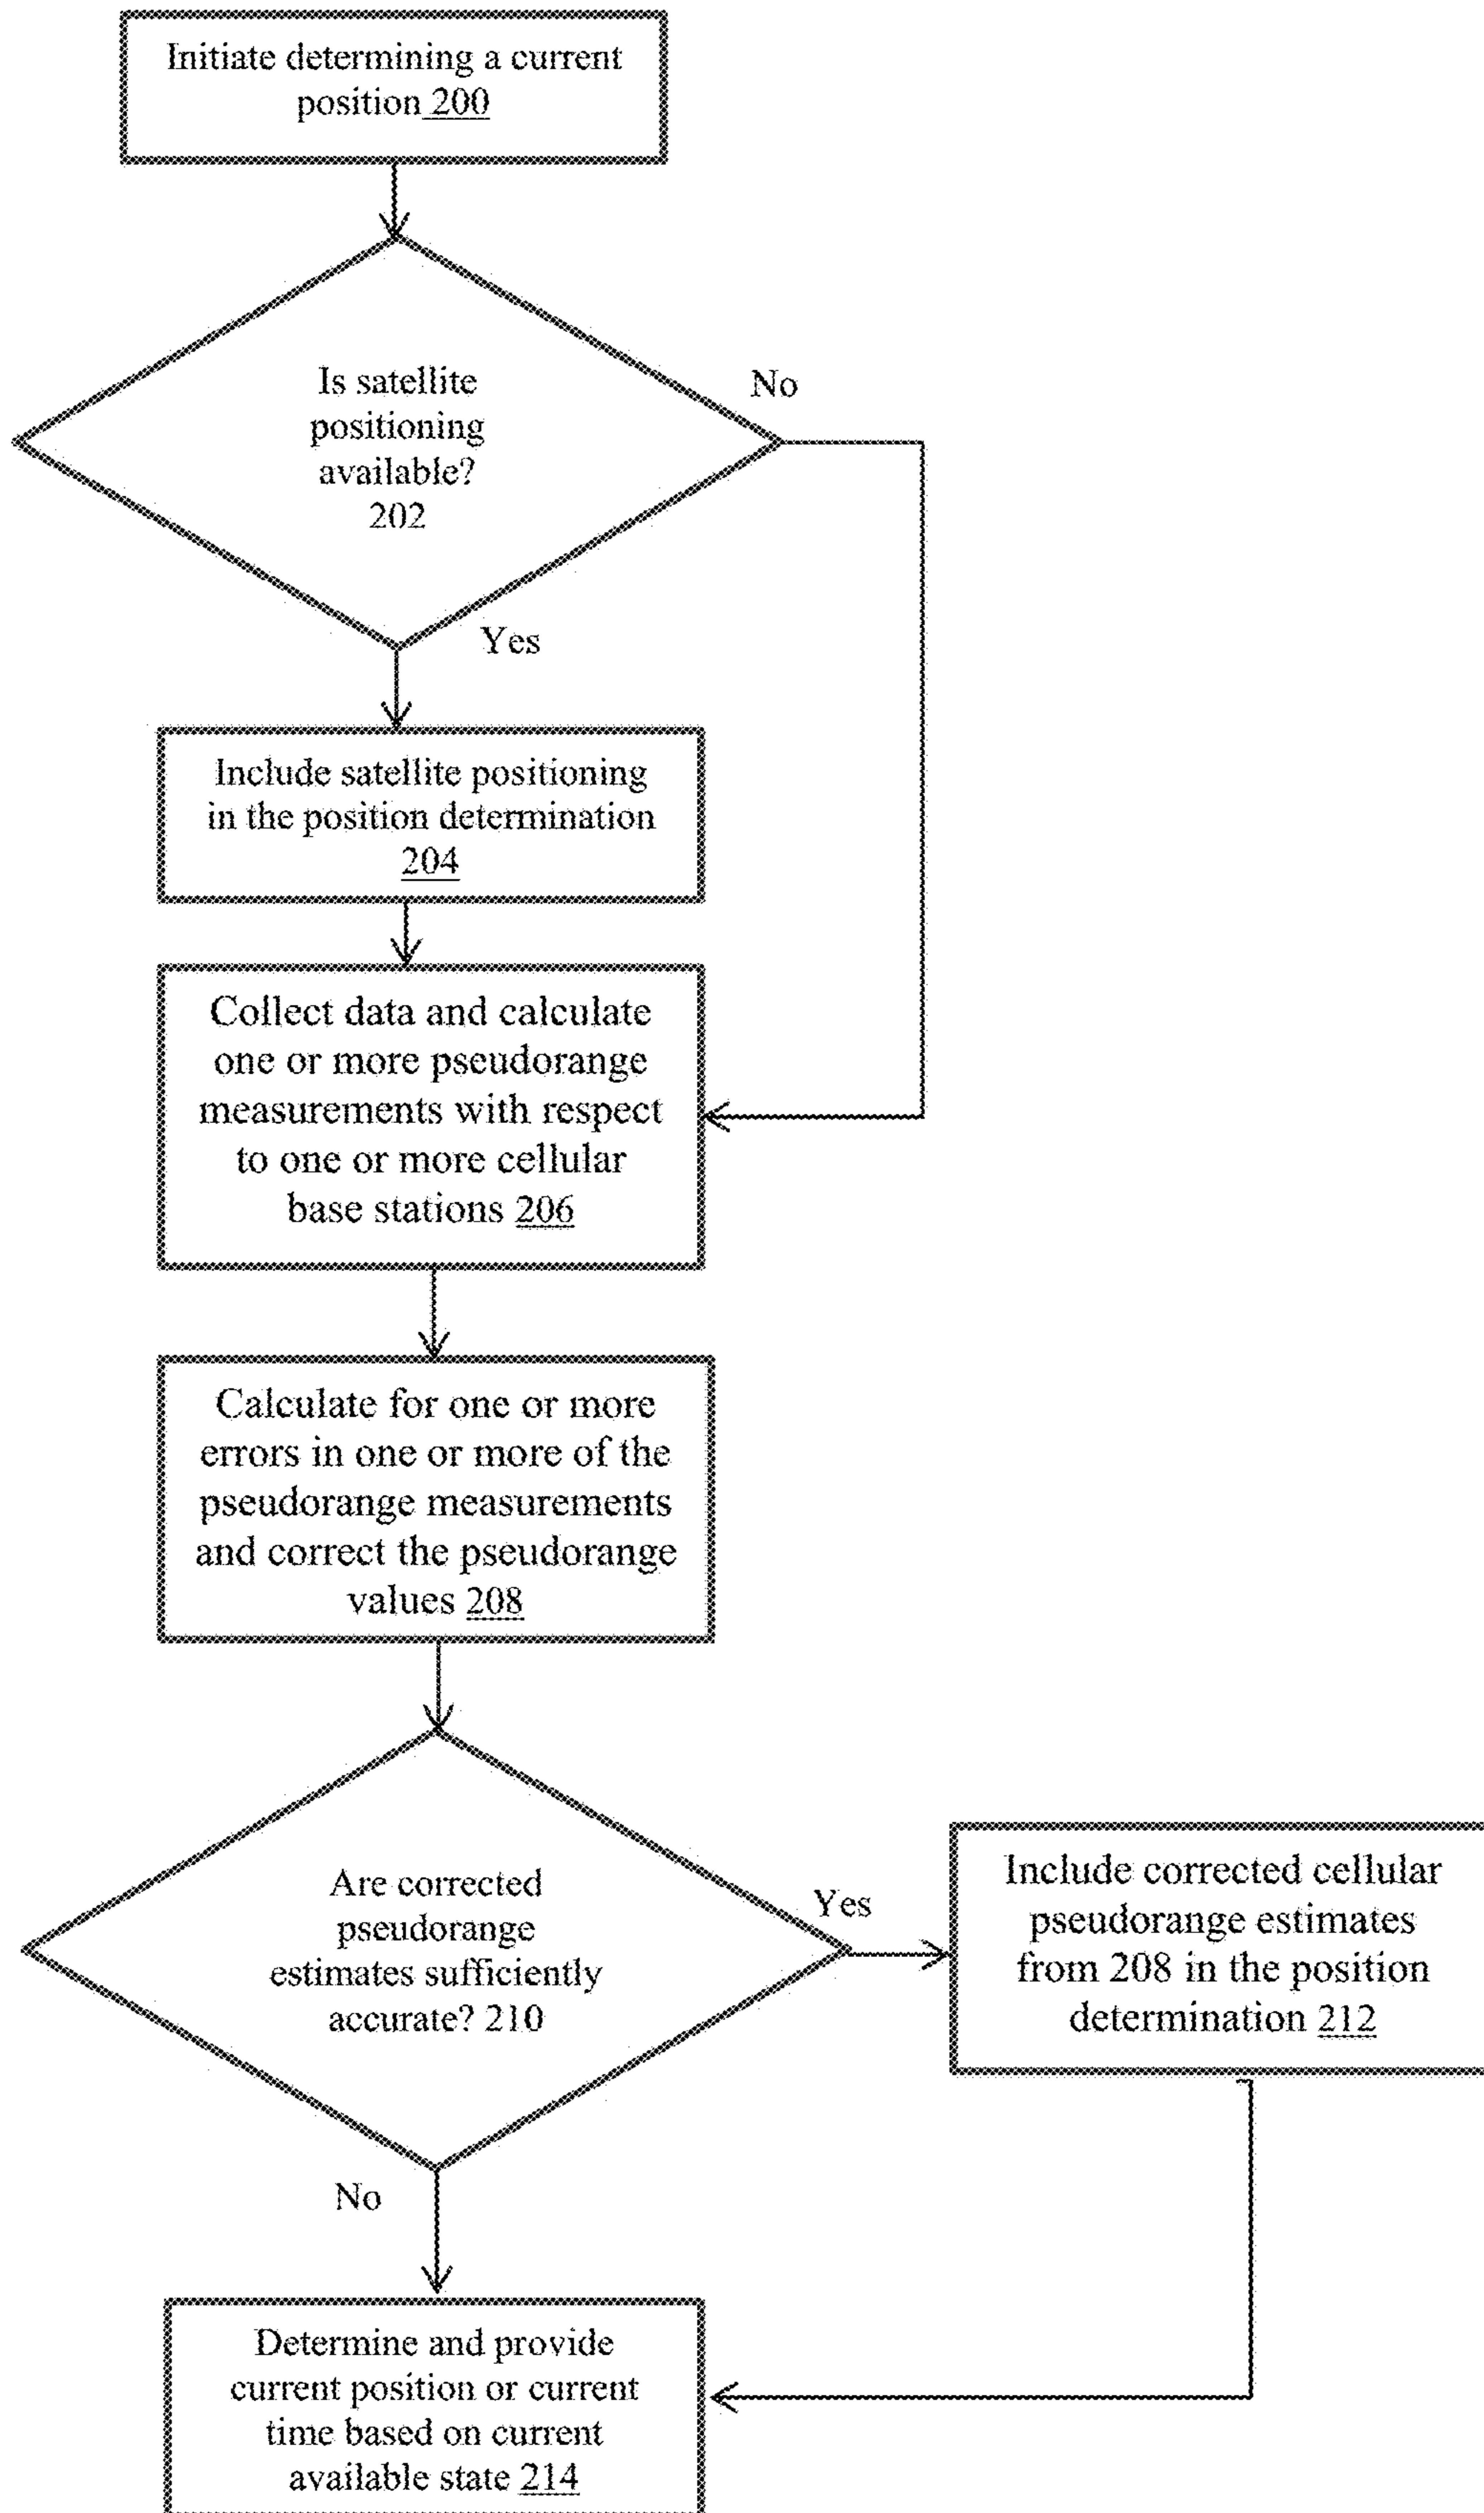 Initiate determining a current
position 200
Is satellite
positioning
available?
202
No
Yes
Include satellite positioning
in the position determination
204
Collect data and calculate
one or more pseudorange
measurements with respect
to one or more cellular
base stations 206
Calculate for one or more
errors in one or more of the
pseudorange measurements
and correct the pseudorange
values 208
Are corrected
pseudorange
estimates sufficiently
accurate? 210
Yes
Include corrected cellular
pseudorange estimates
from 208 in the position
determination 212
No
Determine and provide
current position or current
time based on current
available state 214